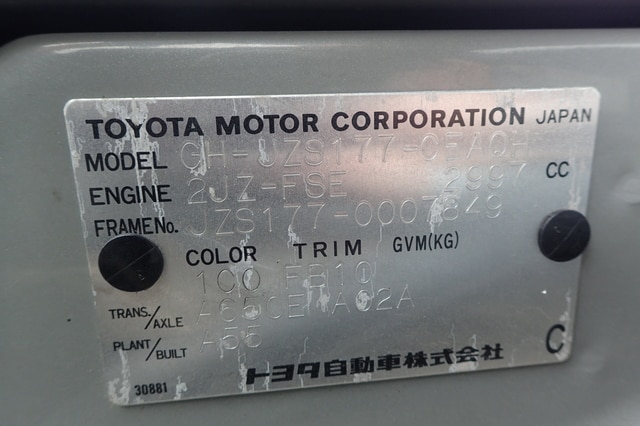 TOYOTA MOTOR CORPORATION JAPAN
MODEL GH-JZS177-CEAQH
ENGINE 2JZ-FSE 2997 CC
FRAME No. JZS177-0007849
COLOR TRIM GVM(KG)
100 FB10
TRANS./AXLE A650E A02A
PLANT/BUILT A55
C
30881 トヨタ自動車株式会社